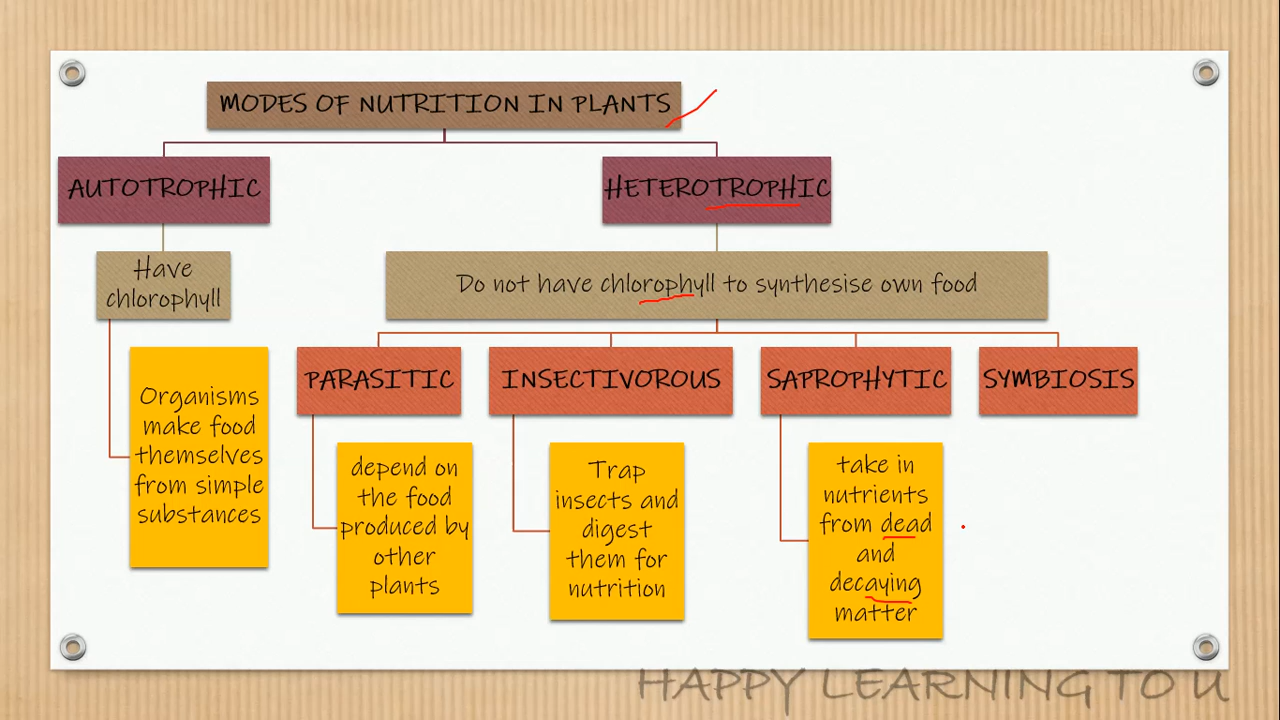 MODES OF NUTRITION IN PLANTS
AUTOTROPHIC
HETEROTROPHIC
Have
chlorophyll
Do not have chlorophyll to synthesise own food
Organisms
make food
themselves
from simple
substances
PARASITIC
INSECTIVOROUS
SAPROPHYTIC
SYMBIOSIS
depend on
the food
produced by
other
plants
Trap
insects and
digest
them for
nutrition
take in
nutrients
from dead
and
decaying
matter
HAPPY LEARNING TO U